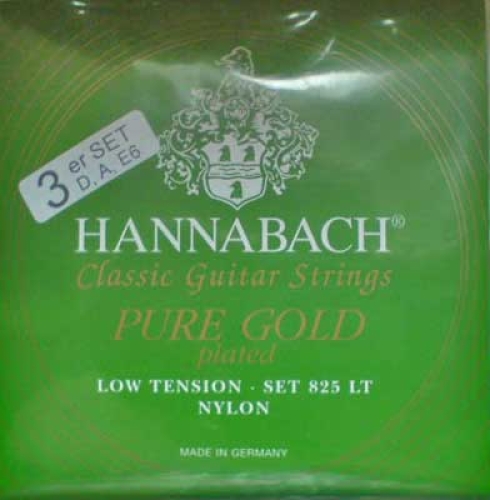 3 er SET
D, A, E6
HANNABACH®
Classic Guitar Strings
PURE GOLD
plated
LOW TENSION · SET 825 LT
NYLON
MADE IN GERMANY